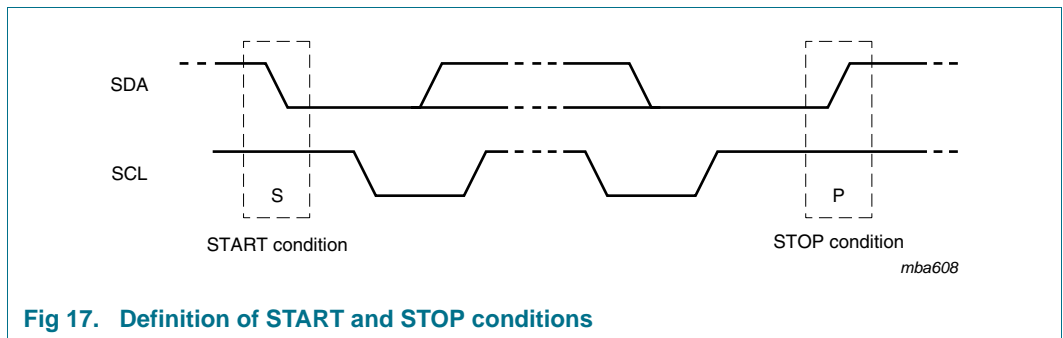 SDA
SCL
S
P
START condition
STOP condition
mba608
Fig 17. Definition of START and STOP conditions